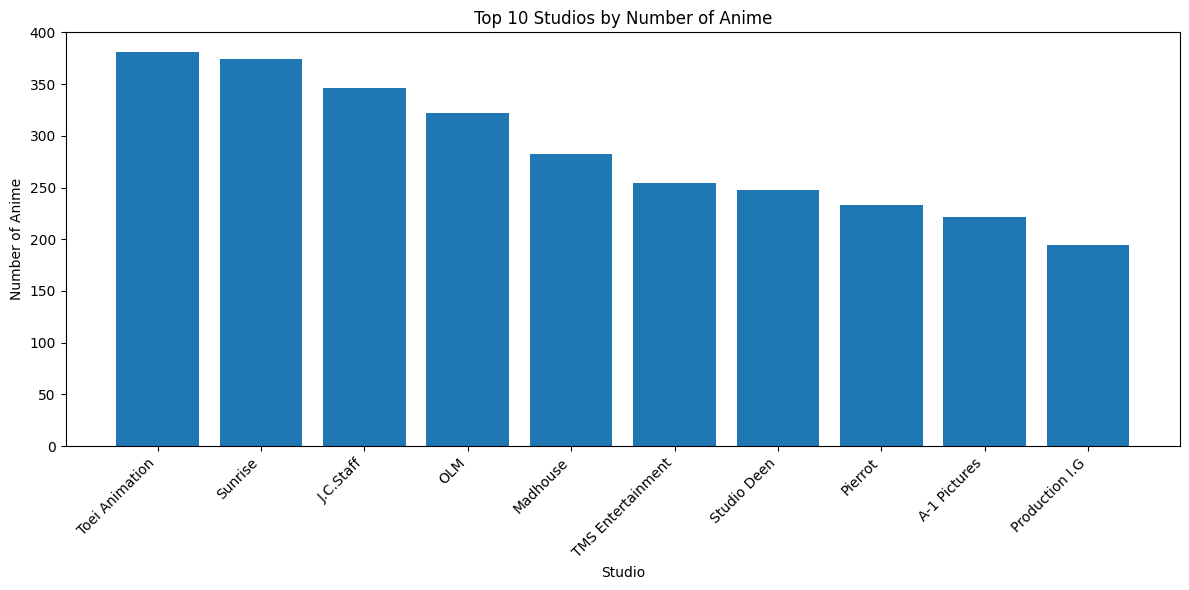 Top 10 Studios by Number of Anime
Number of Anime
400
350
300
250
200
150
100
50
0
Toei Animation
Sunrise
J.C.Staff
OLM
Madhouse
TMS Entertainment
Studio Deen
Pierrot
A-1 Pictures
Production I.G
Studio